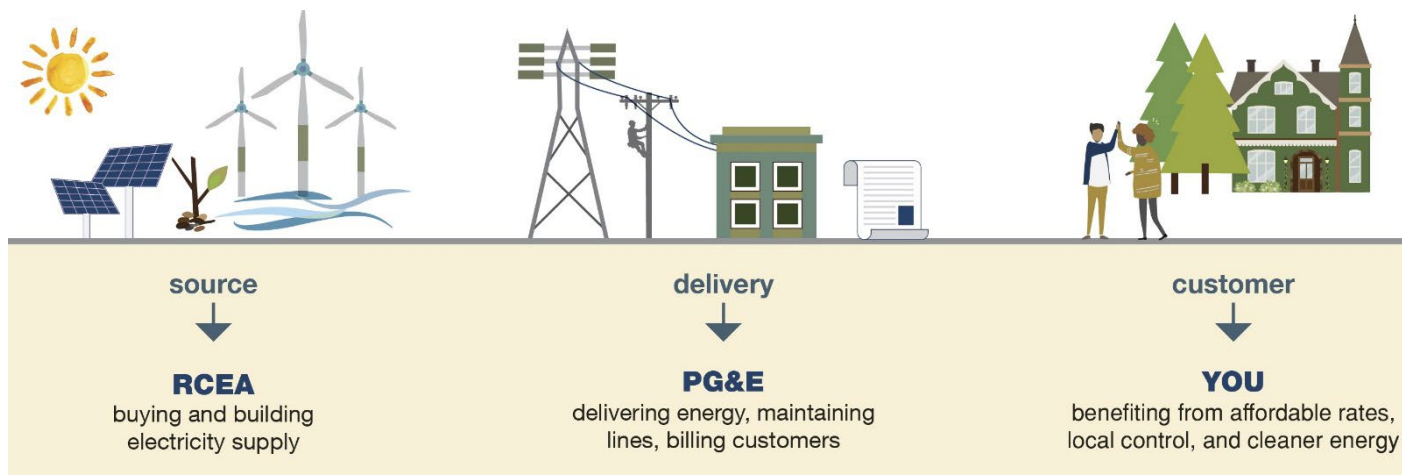 source
RCEA
buying and building
electricity supply
delivery
PG&E
delivering energy, maintaining
lines, billing customers
customer
YOU
benefiting from affordable rates,
local control, and cleaner energy